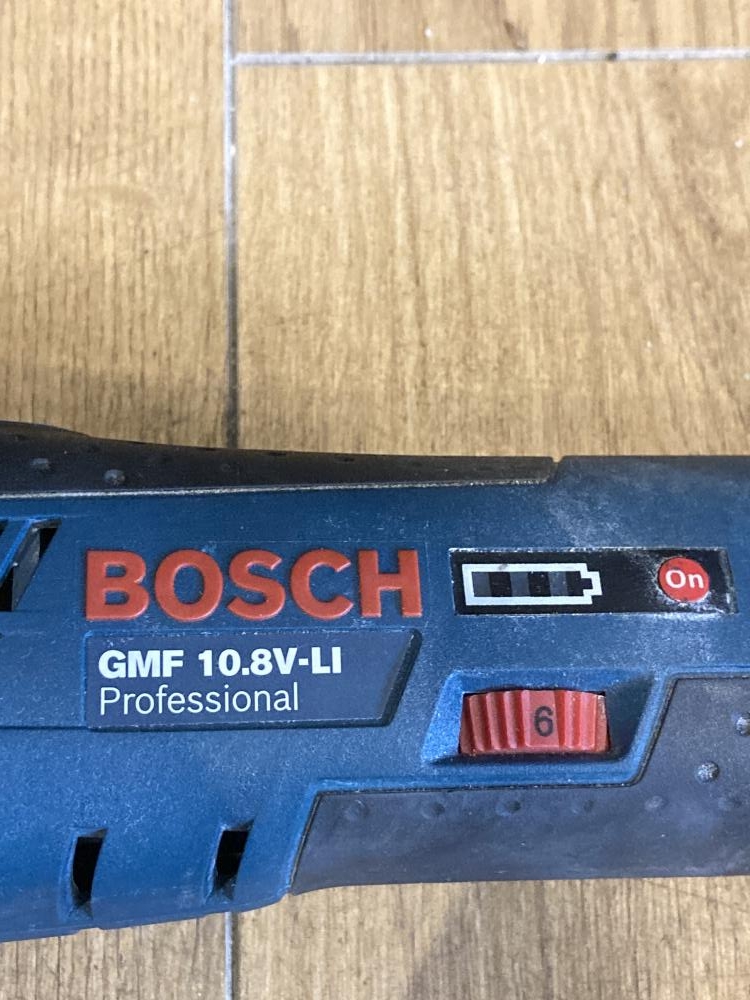 BOSCH
On
GMF 10.8V-LI
Professional
6